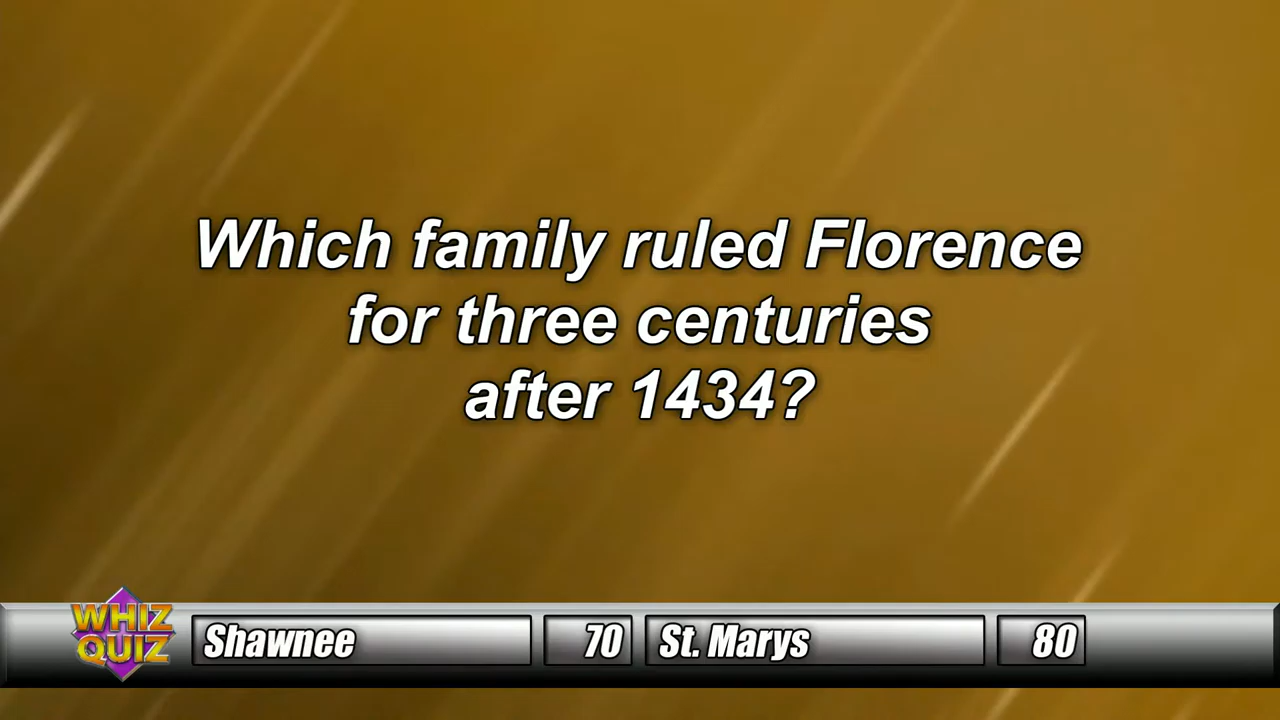 Which family ruled Florence
for three centuries
after 1434?
WHIZ
QUIZ
Shawnee 70 St. Marys 80